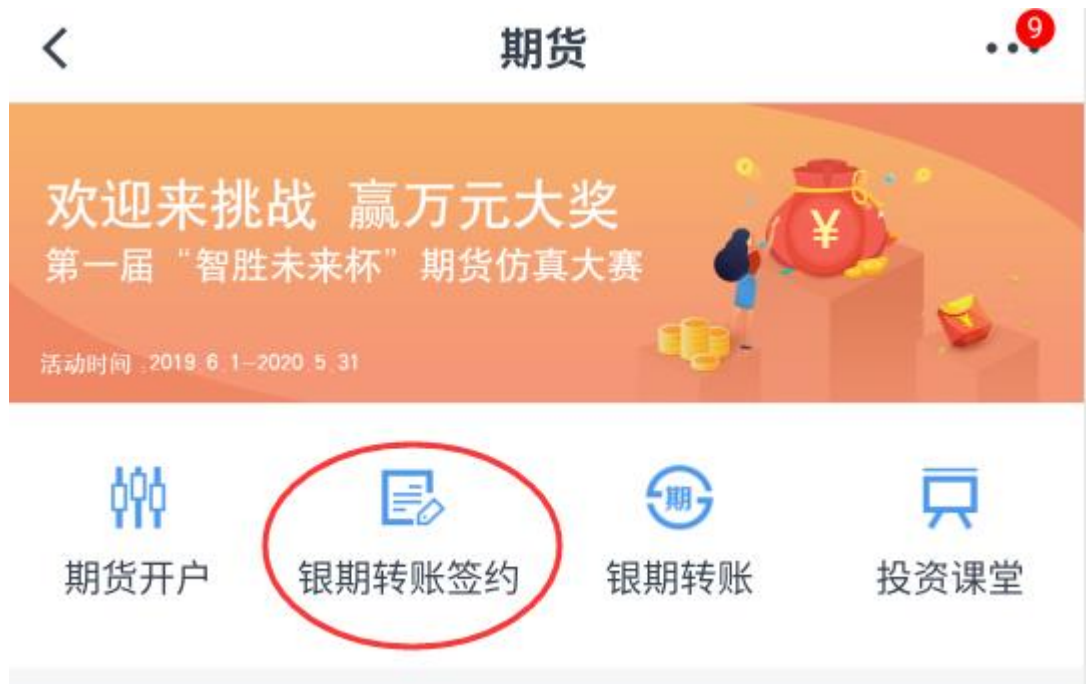 期货
9
欢迎来挑战 赢万元大奖
第一届“智胜未来杯”期货仿真大赛
¥
活动时间:2019.6.1-2020.5.31
期
期货开户 银期转账签约 银期转账 投资课堂